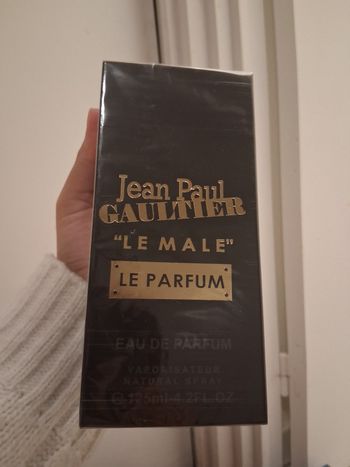 Jean Paul
GAULTIER
"LE MALE"
LE PARFUM
EAU DE PARFUM
VAPORISATEUR
NATURAL SPRAY
℮ 125ml-4.2FL.OZ